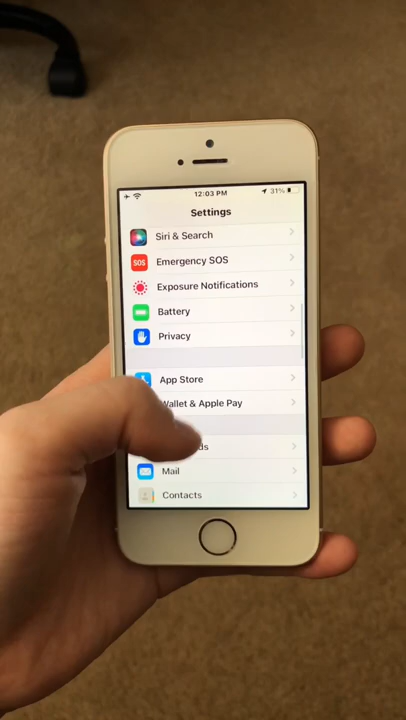 12:03 PM 31%
Settings
Siri & Search
SOS Emergency SOS
Exposure Notifications
Battery
Privacy
App Store
Wallet & Apple Pay
ds
Mail
Contacts